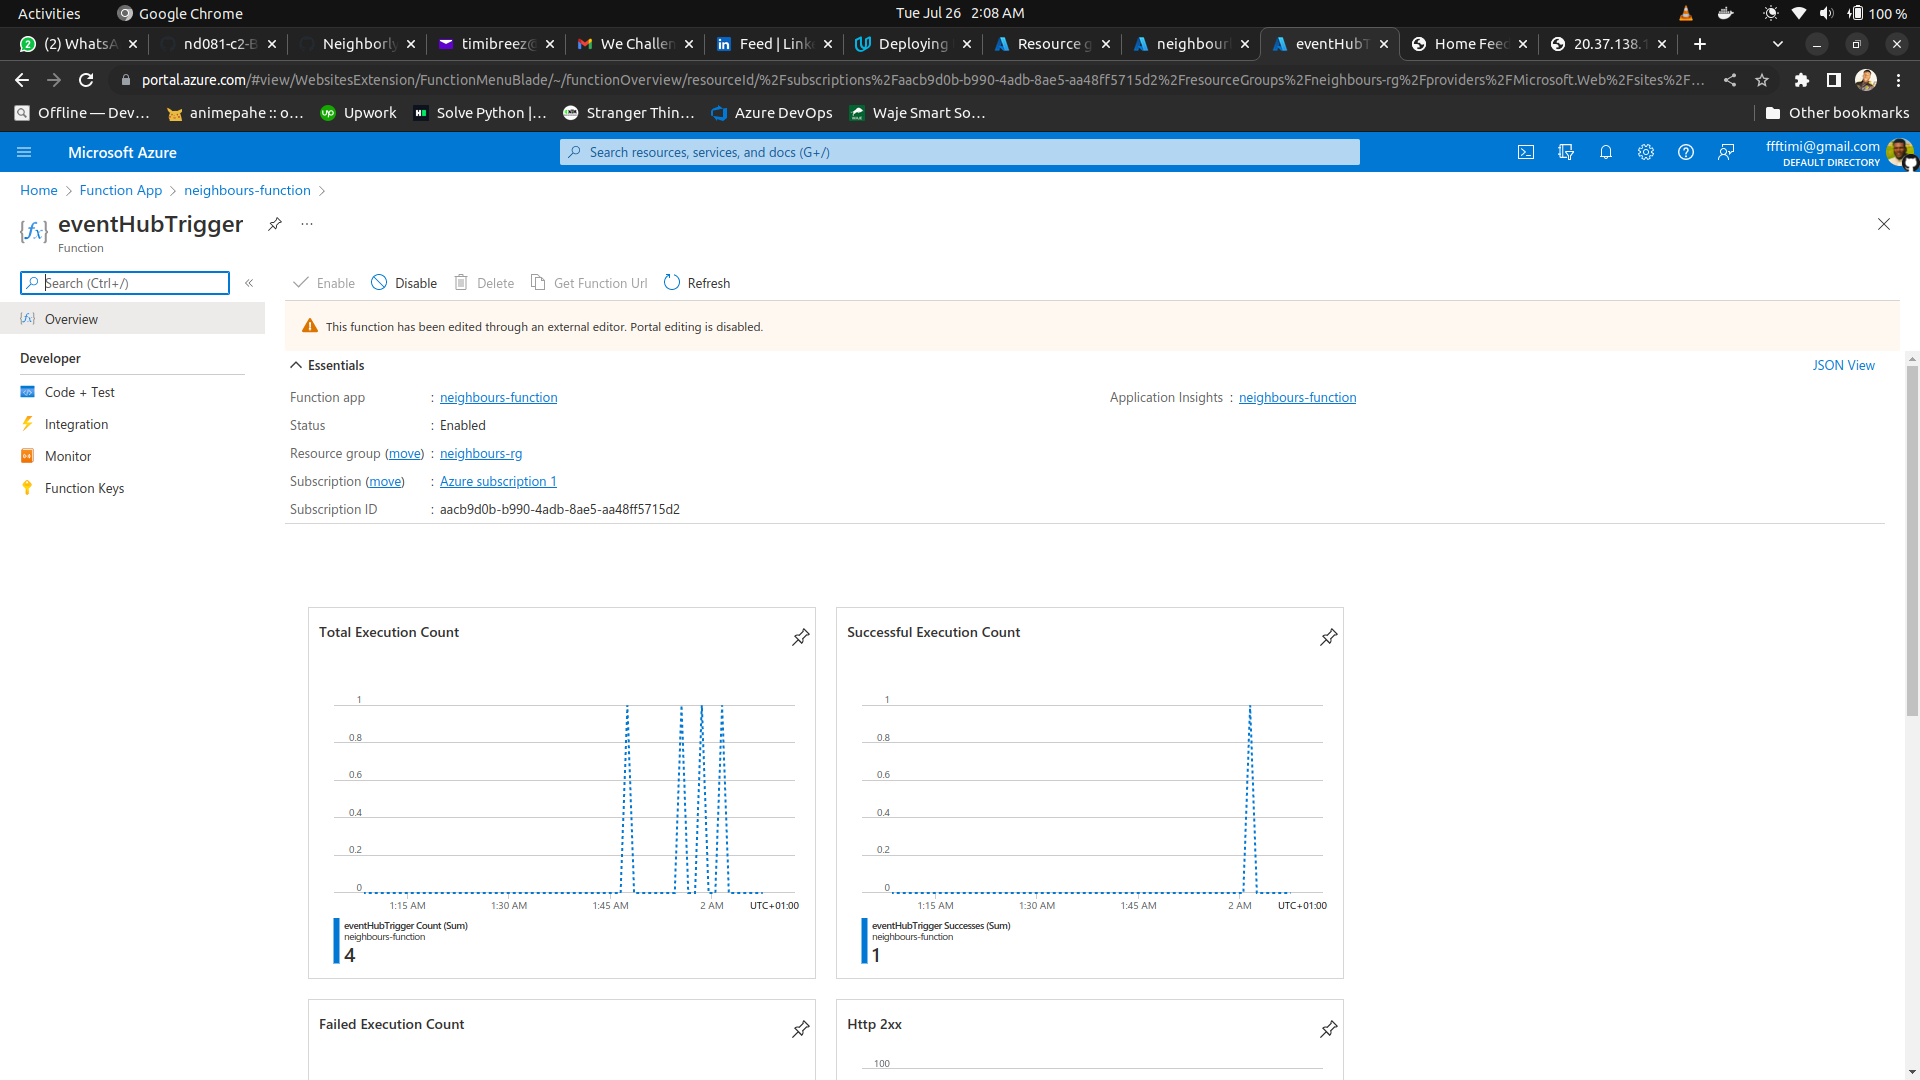 Activities
Google Chrome
Tue Jul 26 2:08 AM
100 %
(2) WhatsA
nd081-c2-B
Neighborly
timibreez@
We Challen
Feed | Link
Deploying
Resource g
neighbourl
eventHubT
Home Feed
20.37.138.1
portal.azure.com/#view/WebsitesExtension/FunctionMenuBlade/~/functionOverview/resourceId/%2Fsubscriptions%2Faacb9d0b-b990-4adb-8ae5-aa48ff5715d2%2FresourceGroups%2Fneighbours-rg%2Fproviders%2FMicrosoft.Web%2Fsites%2F...
Offline — Dev...
animepahe :: o...
Upwork
Solve Python |...
Stranger Thin...
Azure DevOps
Waje Smart So...
Other bookmarks
Microsoft Azure
Search resources, services, and docs (G+/)
ffftimi@gmail.com
DEFAULT DIRECTORY
Home > Function App > neighbours-function >
eventHubTrigger
Function
Search (Ctrl+/)
Enable
Disable
Delete
Get Function Url
Refresh
Overview
Developer
Code + Test
Integration
Monitor
Function Keys
This function has been edited through an external editor. Portal editing is disabled.
Essentials
JSON View
Function app : neighbours-function
Application Insights : neighbours-function
Status : Enabled
Resource group (move) : neighbours-rg
Subscription (move) : Azure subscription 1
Subscription ID : aacb9d0b-b990-4adb-8ae5-aa48ff5715d2
Total Execution Count
1
0.8
0.6
0.4
0.2
0
1:15 AM 1:30 AM 1:45 AM 2 AM UTC+01:00
eventHubTrigger Count (Sum)
neighbours-function
4
Successful Execution Count
1
0.8
0.6
0.4
0.2
0
1:15 AM 1:30 AM 1:45 AM 2 AM UTC+01:00
eventHubTrigger Successes (Sum)
neighbours-function
1
Failed Execution Count
Http 2xx
100